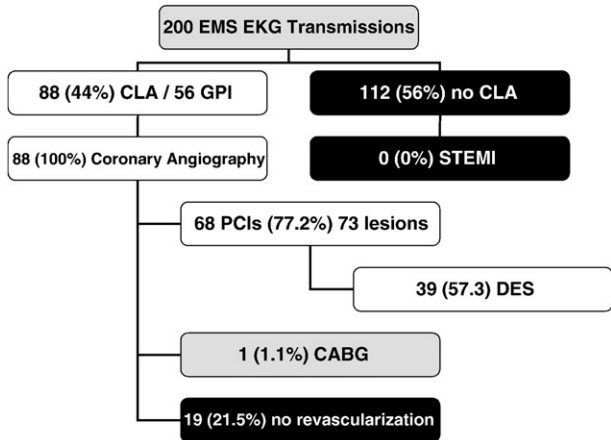 200 EMS EKG Transmissions
88 (44%) CLA / 56 GPI
112 (56%) no CLA
88 (100%) Coronary Angiography
0 (0%) STEMI
68 PCIs (77.2%) 73 lesions
39 (57.3) DES
1 (1.1%) CABG
19 (21.5%) no revascularization